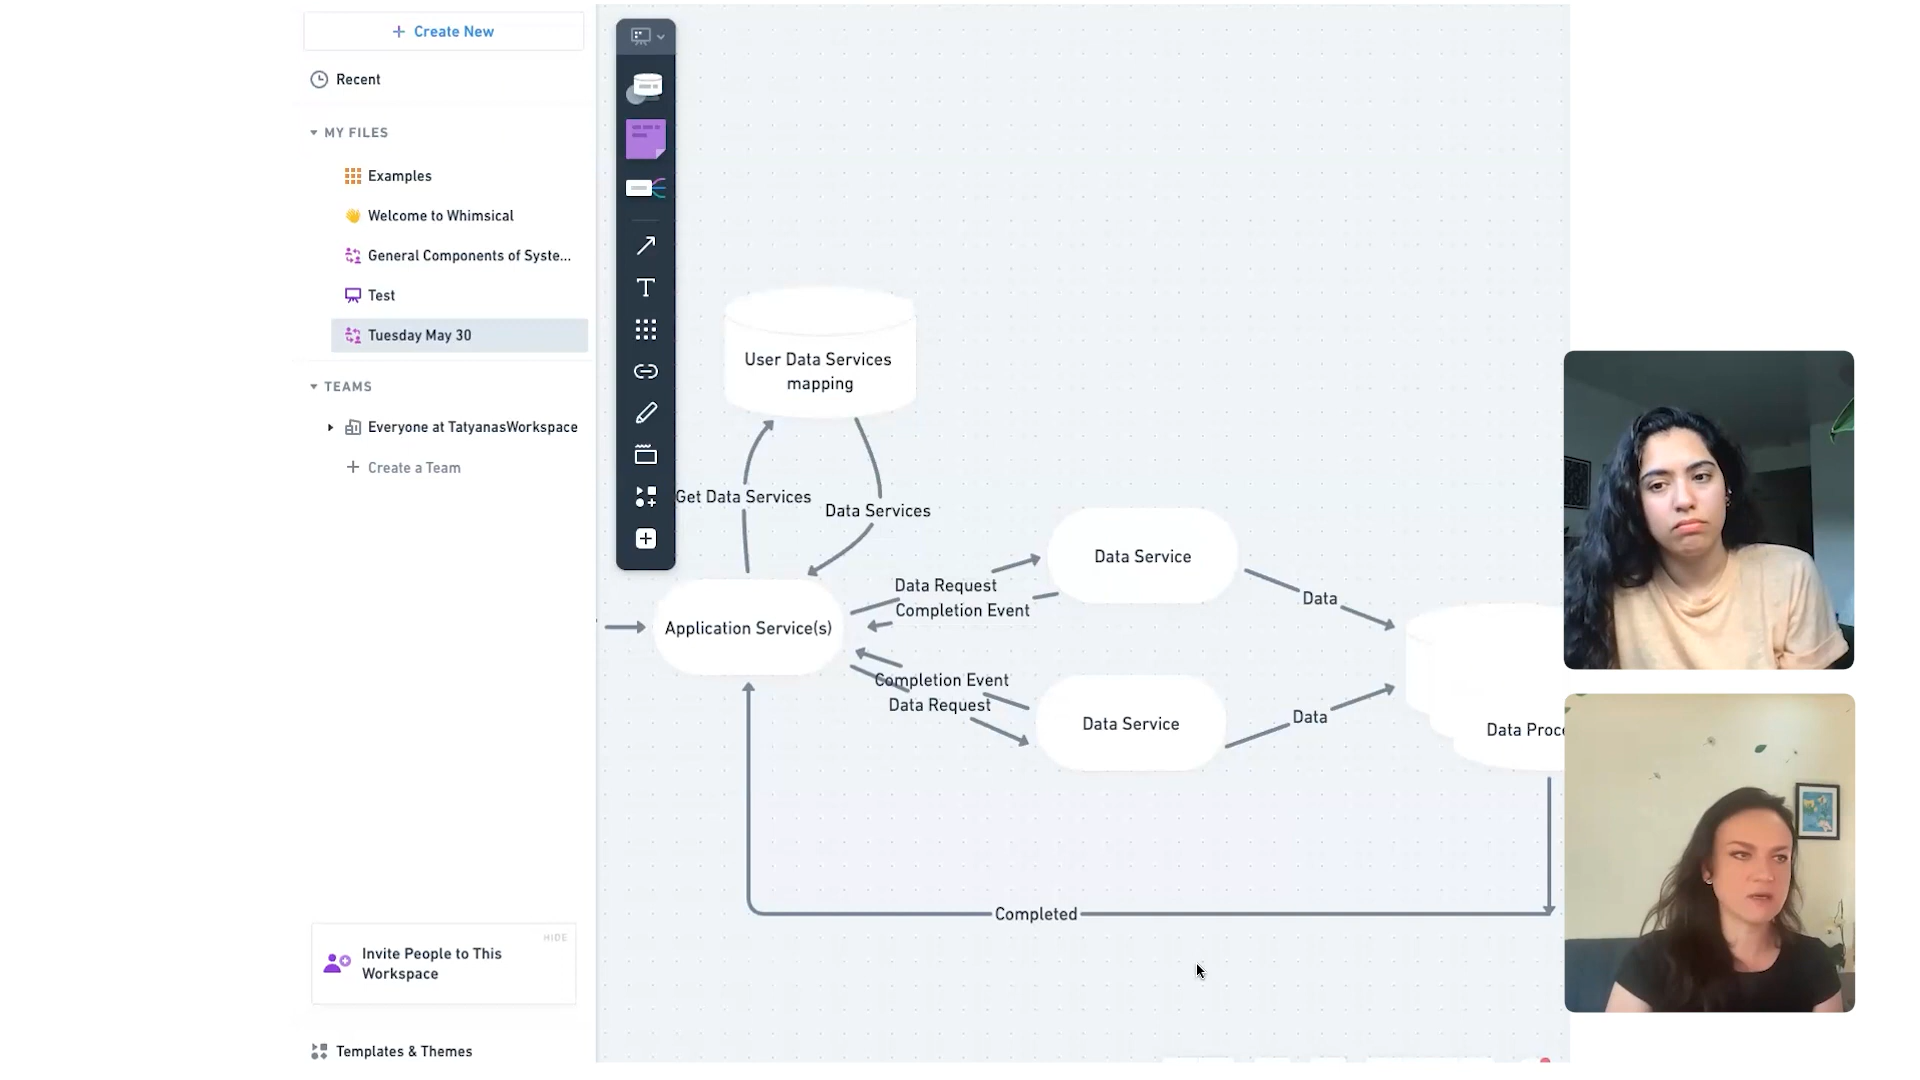 Create New
Recent
MY FILES
Examples
Welcome to Whimsical
General Components of Syste...
Test
Tuesday May 30
TEAMS
Everyone at TatyanasWorkspace
Create a Team
HIDE
Invite People to This
Workspace
Templates & Themes
T
User Data Services
mapping
Get Data Services
Data Services
Application Service(s)
Data Request
Completion Event
Completion Event
Data Request
Data Service
Data Service
Data
Data
Data Proc
Completed